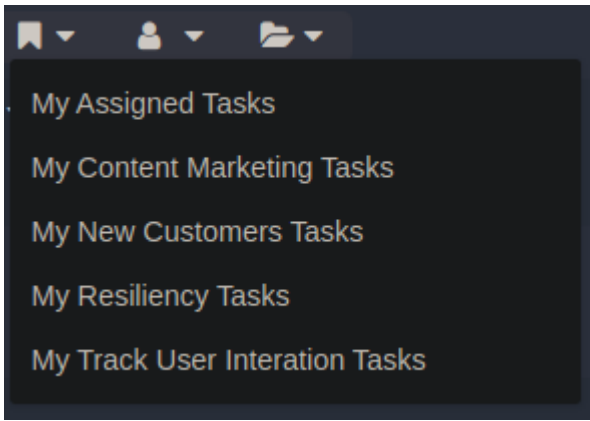 My Assigned Tasks
My Content Marketing Tasks
My New Customers Tasks
My Resiliency Tasks
My Track User Interation Tasks